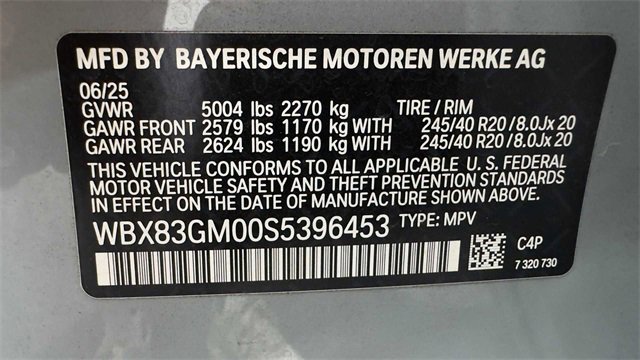 MFD BY BAYERISCHE MOTOREN WERKE AG
06/25
GVWR 5004 lbs 2270 kg TIRE / RIM
GAWR FRONT 2579 lbs 1170 kg WITH 245/40 R20 / 8.0Jx 20
GAWR REAR 2624 lbs 1190 kg WITH 245/40 R20 / 8.0Jx 20
THIS VEHICLE CONFORMS TO ALL APPLICABLE U. S. FEDERAL
MOTOR VEHICLE SAFETY AND THEFT PREVENTION STANDARDS
IN EFFECT ON THE DATE OF MANUFACTURE SHOWN ABOVE.
WBX83GM00S5396453 TYPE: MPV
C4P
7 320 730